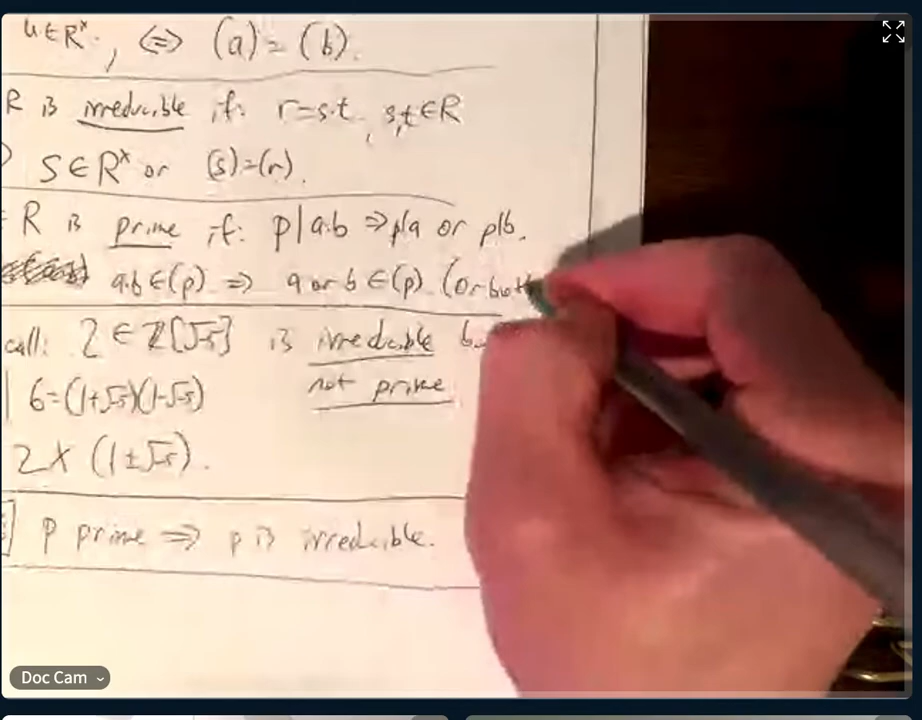 u∈R^×, ⇔ (a) = (b).
R is irreducible if: r=s·t, s,t∈R
s∈R^× or (s)=(r).
R is prime if: p|a·b ⇒ p|a or p|b.
a·b∈(p) ⇒ a or b∈(p) (or both
call: 2∈ℤ[√-5] is irreducible
| 6=(1+√-5)(1-√-5) not prime
2∤(1±√-5).
p prime ⇒ p is irreducible.
Doc Cam